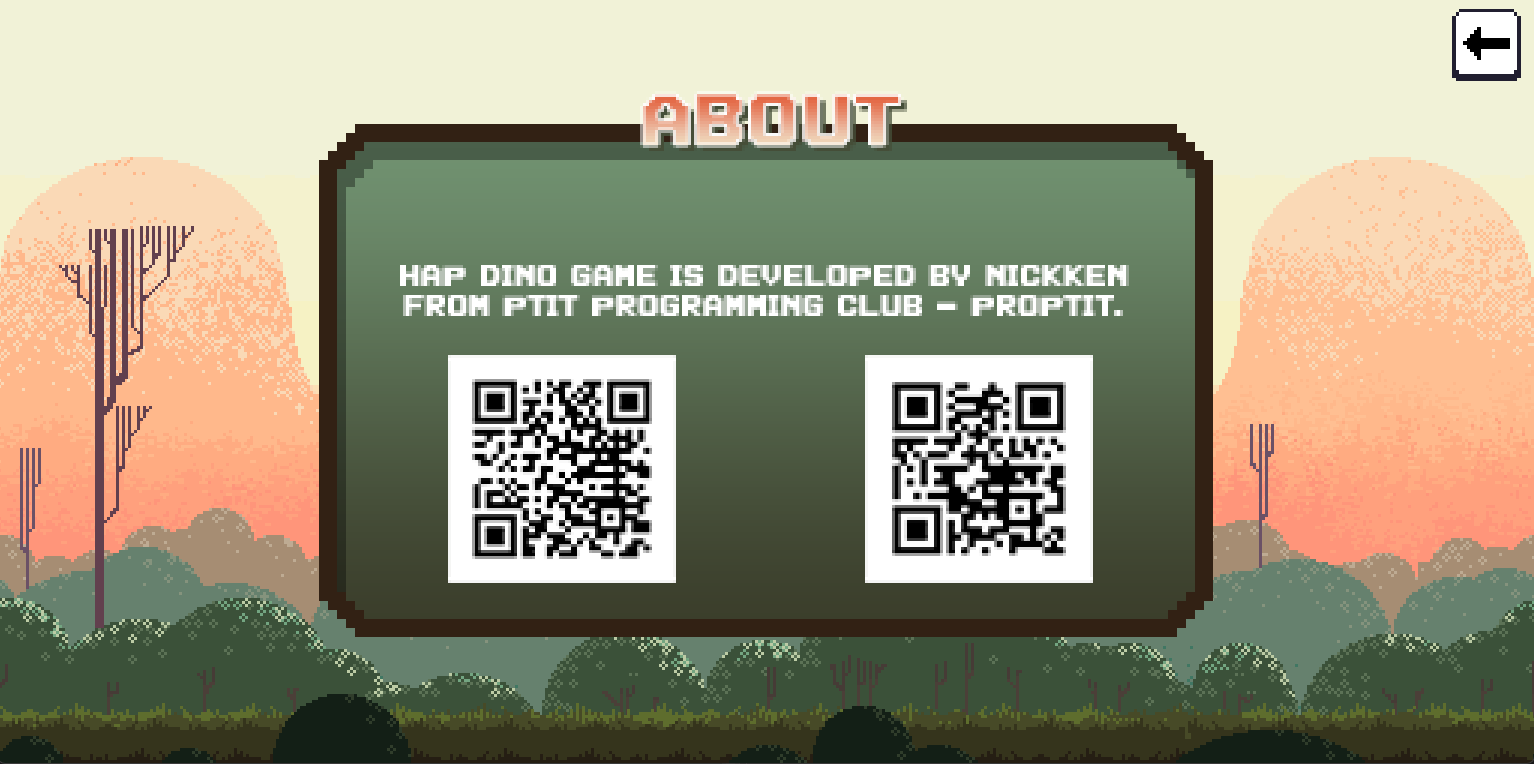 ABOUT
HAP DINO GAME IS DEVELOPED BY NICKKEN
FROM PTIT PROGRAMMING CLUB - PROPTIT.